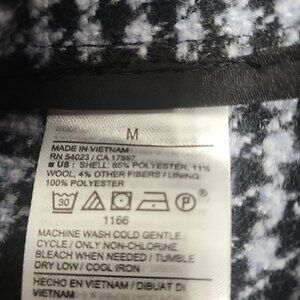 M
MADE IN VIETNAM
RN 54023 / CA 17897
■ US : SHELL: 85% POLYESTER, 11%
WOOL, 4% OTHER FIBERS / LINING:
100% POLYESTER
30 P
1166
MACHINE WASH COLD GENTLE
CYCLE / ONLY NON-CHLORINE
BLEACH WHEN NEEDED / TUMBLE
DRY LOW / COOL IRON
HECHO EN VIETNAM / DIBUAT DI
VIETNAM